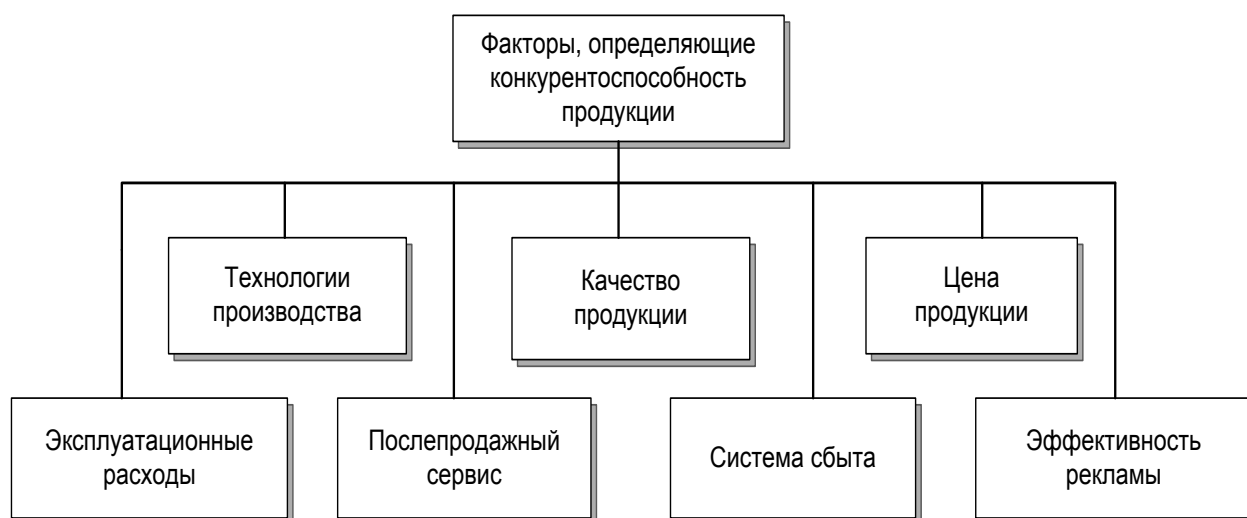 Факторы, определяющие
конкурентоспособность
продукции
Технологии
производства
Качество
продукции
Цена
продукции
Эксплуатационные
расходы
Послепродажный
сервис
Система сбыта
Эффективность
рекламы